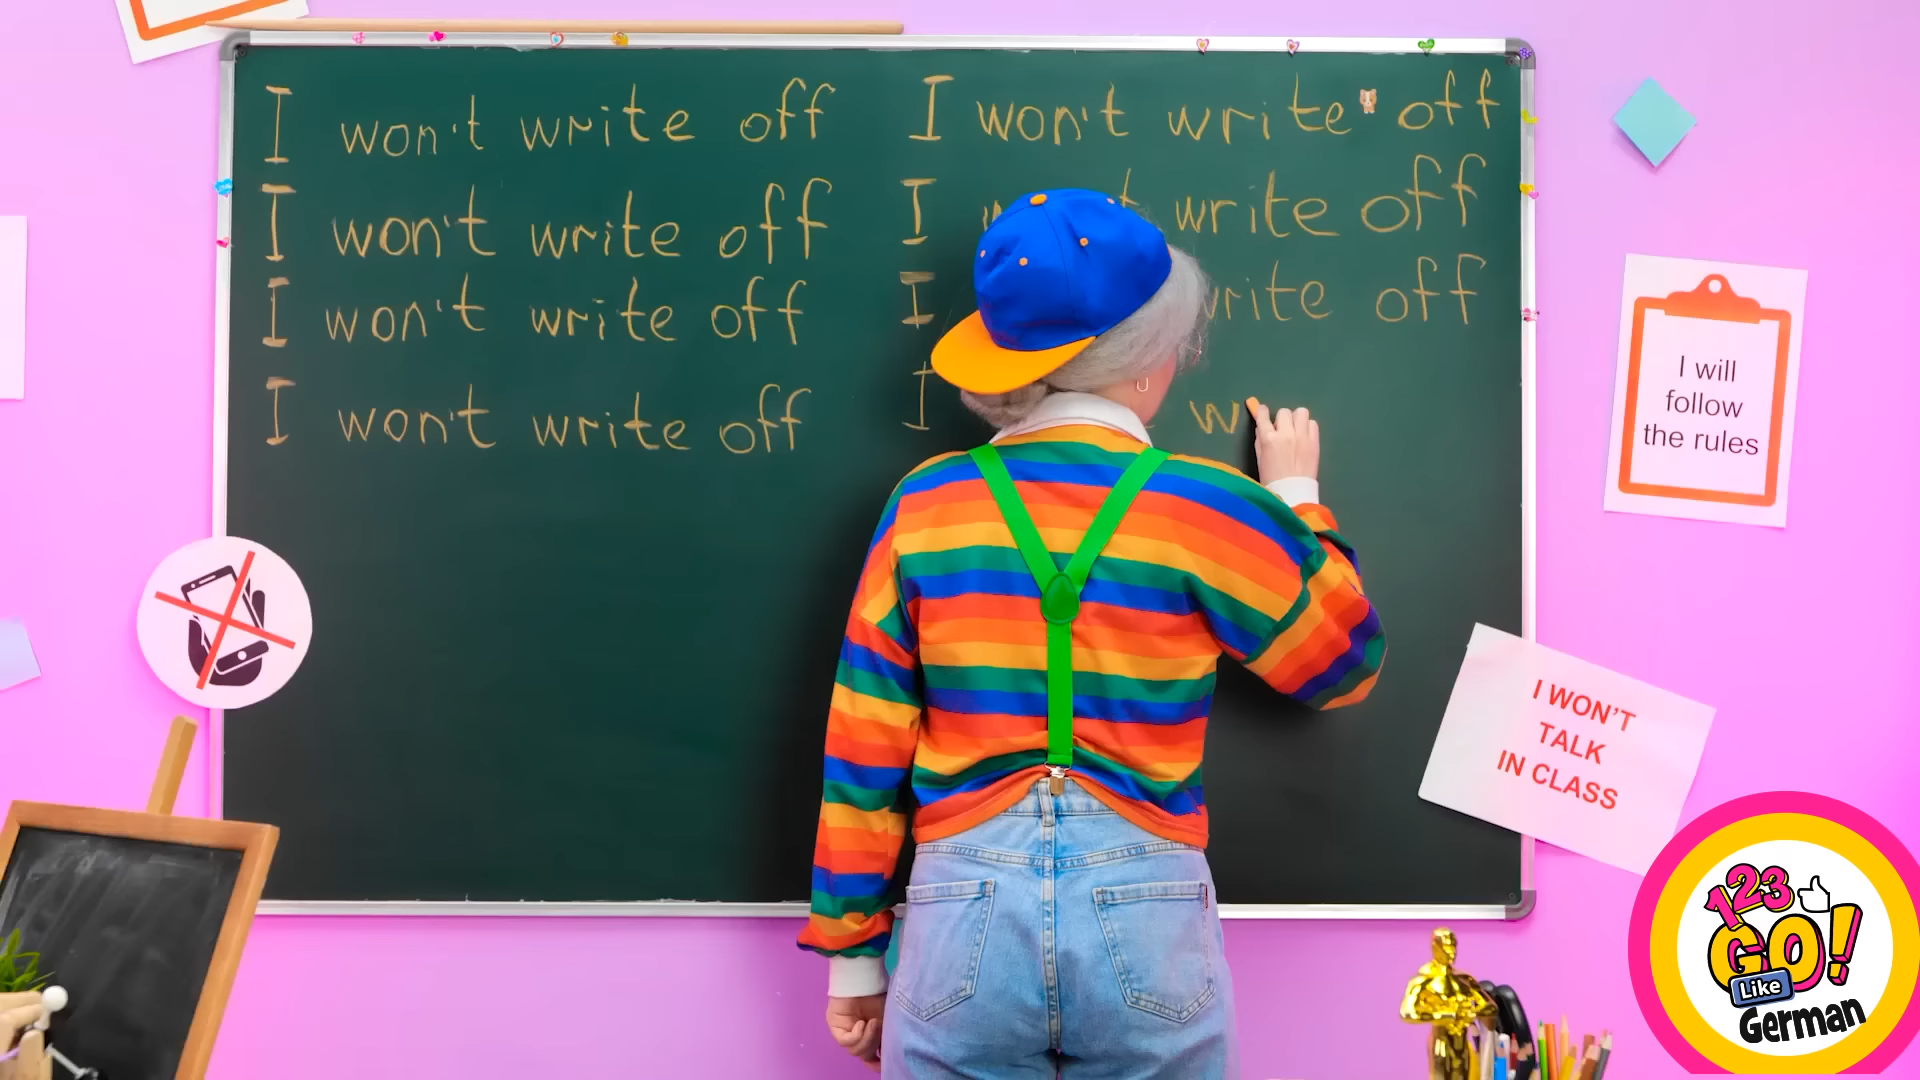 I won't write off
I won't write off
I won't write off
I won't write off
I won't write off
I write off
I write off
I w
I will
follow
the rules
I WON'T
TALK
IN CLASS
123
GO!
Like
German